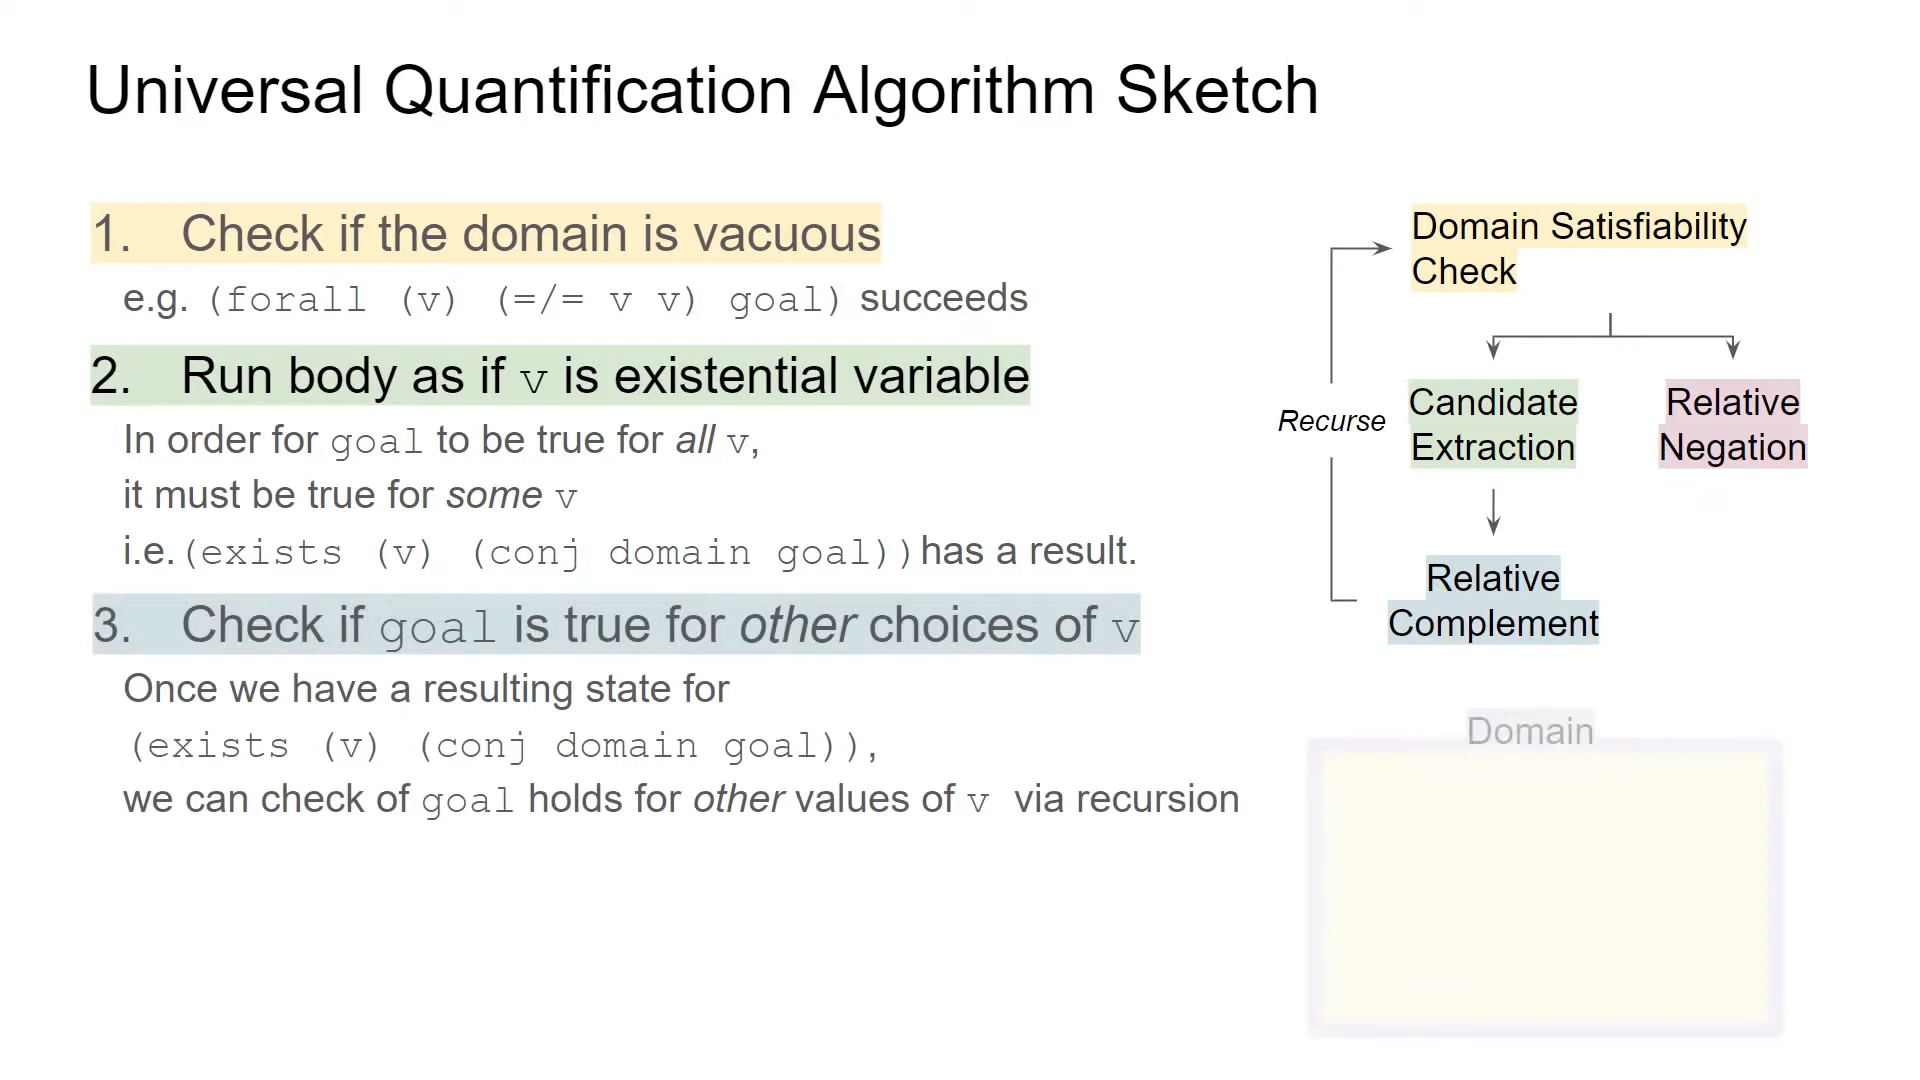 Universal Quantification Algorithm Sketch
1. Check if the domain is vacuous
e.g. (forall (v) (=/= v v) goal) succeeds
2. Run body as if v is existential variable
In order for goal to be true for all v,
it must be true for some v
i.e. (exists (v) (conj domain goal)) has a result.
3. Check if goal is true for other choices of v
Once we have a resulting state for
(exists (v) (conj domain goal)),
we can check of goal holds for other values of v via recursion
Domain Satisfiability
Check
Recurse
Candidate
Extraction
Relative
Negation
Relative
Complement
Domain